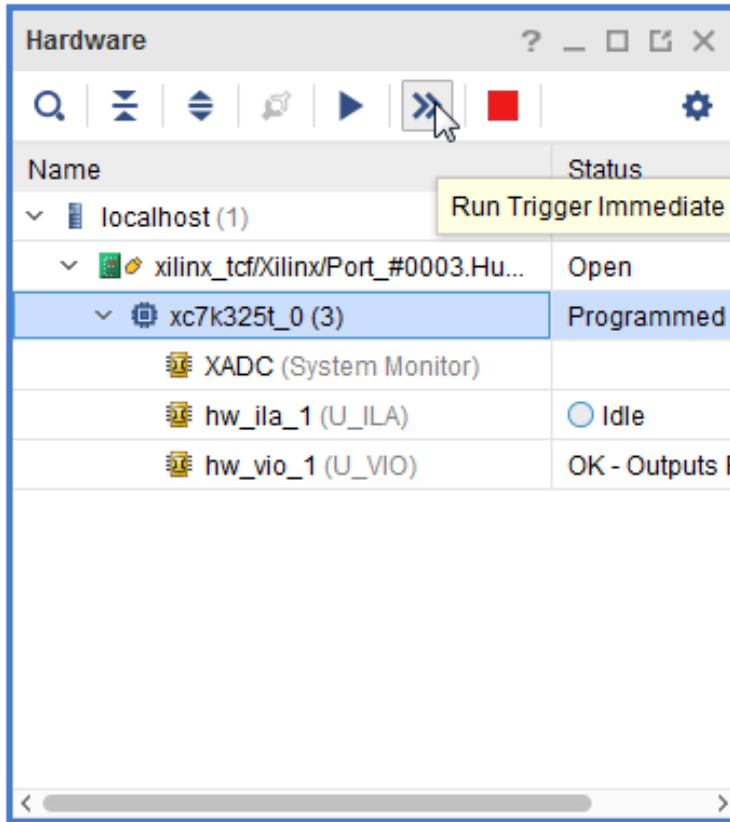 Hardware
Name Status
Run Trigger Immediate
localhost (1)
xilinx_tcf/Xilinx/Port_#0003.Hu... Open
xc7k325t_0 (3) Programmed
XADC (System Monitor)
hw_ila_1 (U_ILA) Idle
hw_vio_1 (U_VIO) OK - Outputs